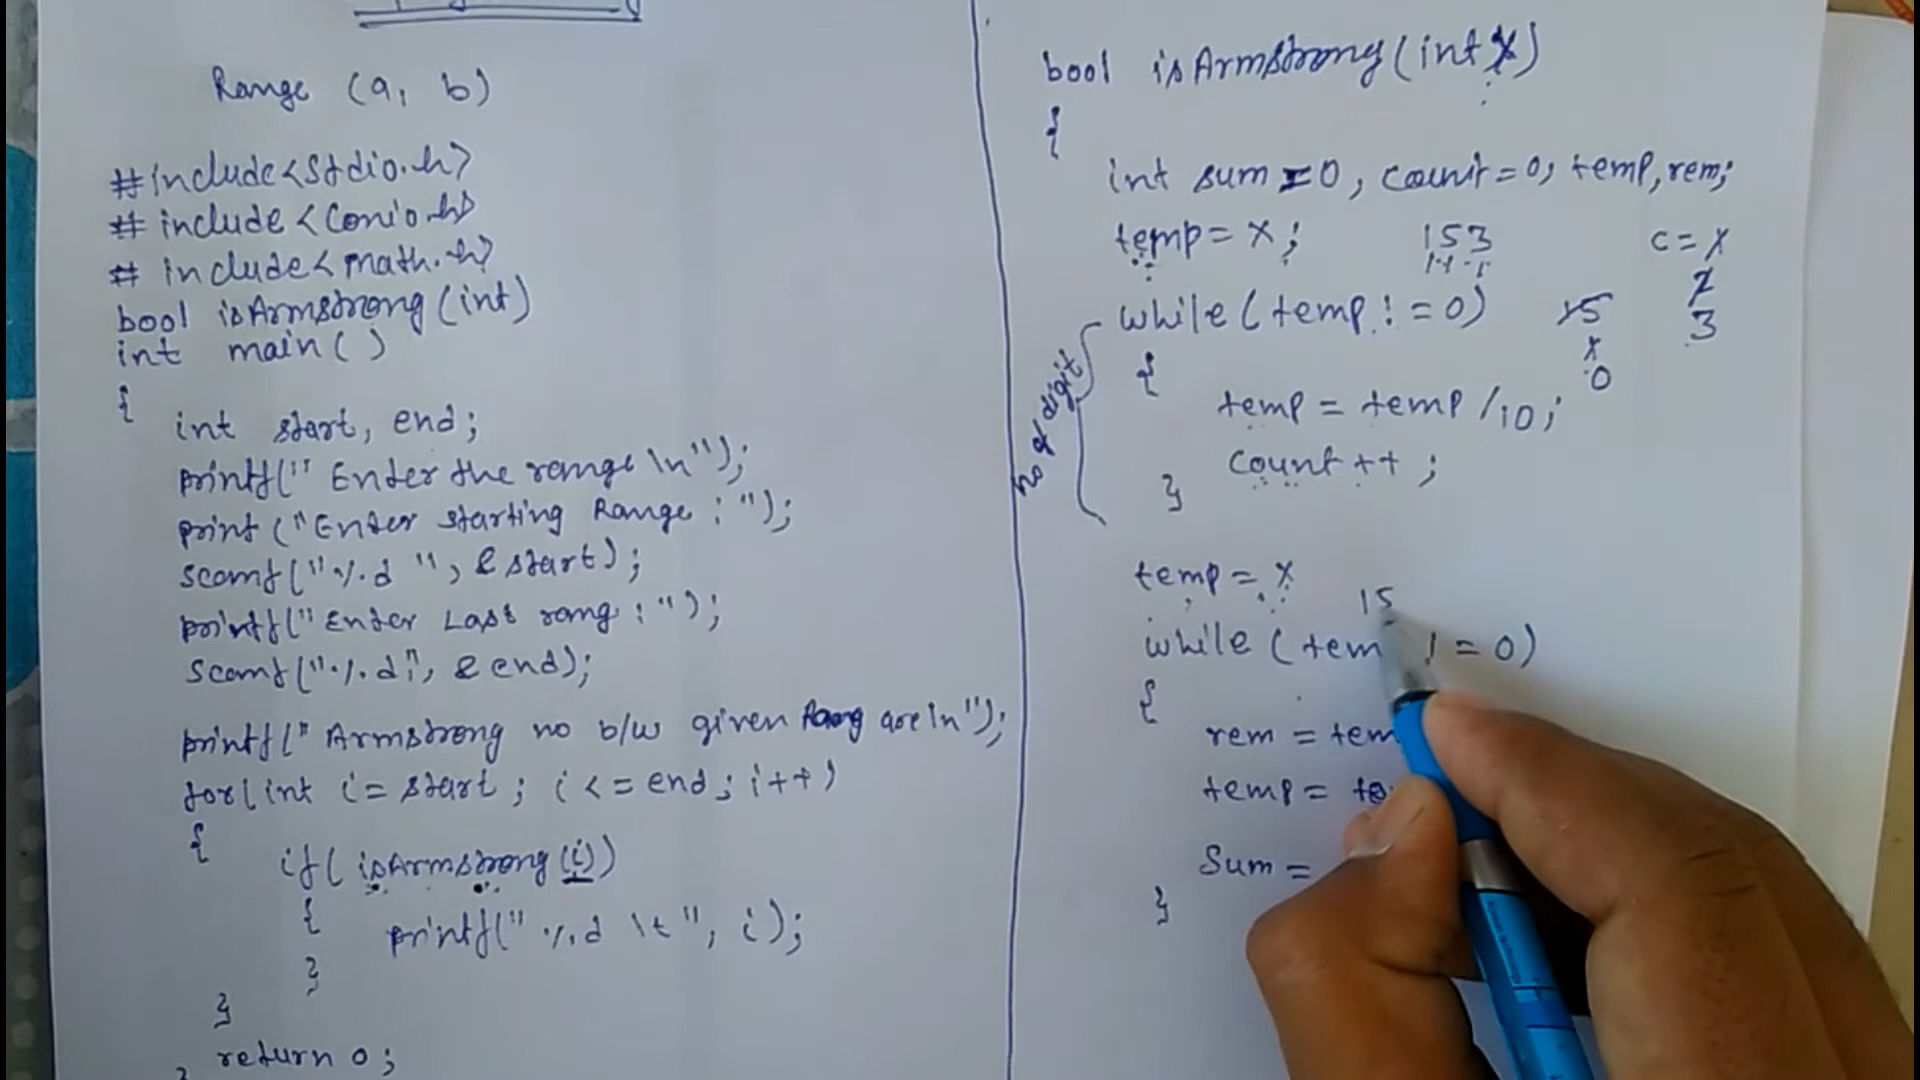 Range (a, b)
#include<stdio.h>
# include <conio.h>
# include<math.h>
bool isArmstrong(int)
int main()
{
int start, end;
printf(" Enter the range \n");
print ("Enter starting Range : ");
scanf("%d ", & start);
printf("Enter Last rang : ");
scanf("%d", & end);
printf(" Armstrong no b/w given Rang are\n");
for(int i= start ; i <= end ; i++)
{
if( isArmstrong (i))
{
printf(" %d \t ", i);
}
}
return 0;
}
bool isArmstrong(int x)
{
int sum =0, count=0, temp, rem;
temp = x ;
153
c = 1
2
3
while (temp != 0)
15
1
0
no of digit
{
temp = temp /10;
count ++ ;
}
temp = x
15
while (tem != 0)
{
rem = tem
temp = te
Sum =
}